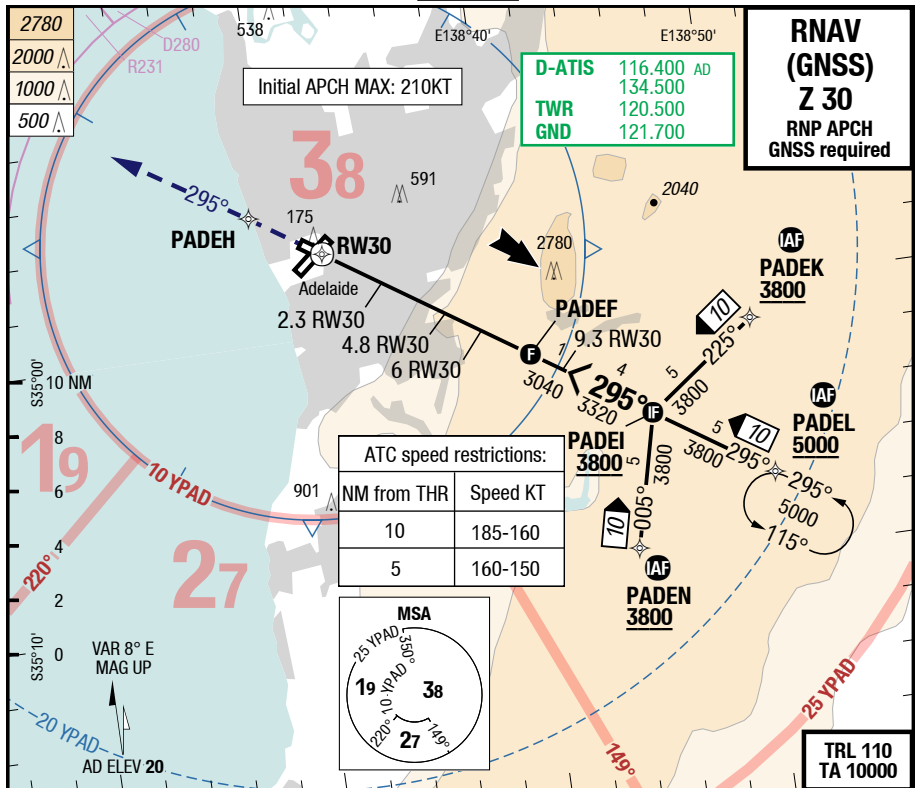 2780
2000
1000
500
D280
R231
538
E138°40'
E138°50'
Initial APCH MAX: 210KT
D-ATIS 116.400 AD
134.500
TWR 120.500
GND 121.700
RNAV
(GNSS)
Z 30
RNP APCH
GNSS required
38
591
2040
295°
PADEH
175
RW30
Adelaide
2780
IAF
PADEK
3800
10
225°
5
3800
PADEF
F
2.3 RW30
4.8 RW30
6 RW30
9.3 RW30
1
3040
4
295°
3320
IF
PADEI
3800
IAF
PADEL
5000
10
5
3800
295°
295°
5000
115°
5
3800
005°
10
IAF
PADEN
3800
S35°00'
10 NM
8
6
4
2
0
S35°10'
19
10 YPAD
220°
27
901
ATC speed restrictions:
NM from THR Speed KT
10 185-160
5 160-150
MSA
25 YPAD
350°
19
10 YPAD
38
220°
149°
27
VAR 8° E
MAG UP
20 YPAD
AD ELEV 20
149°
25 YPAD
TRL 110
TA 10000